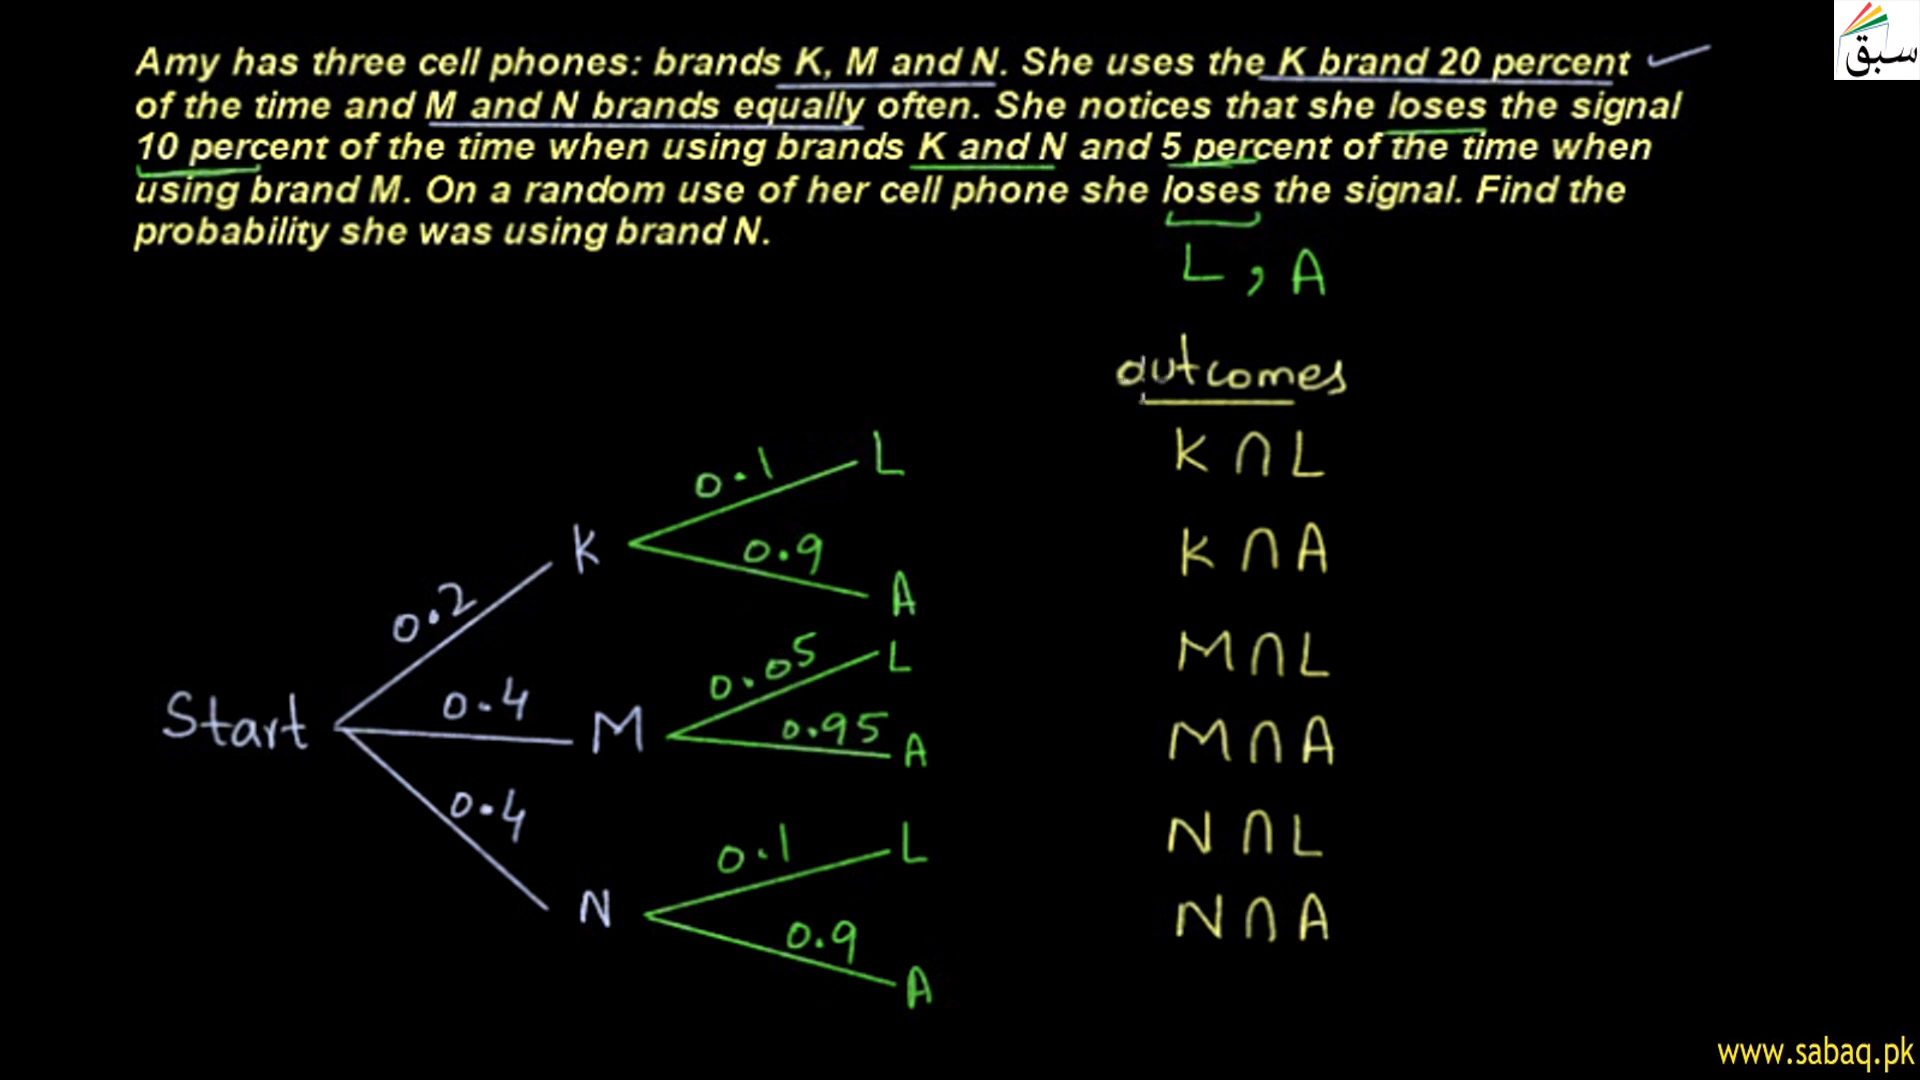 سبق
Amy has three cell phones: brands K, M and N. She uses the K brand 20 percent
of the time and M and N brands equally often. She notices that she loses the signal
10 percent of the time when using brands K and N and 5 percent of the time when
using brand M. On a random use of her cell phone she loses the signal. Find the
probability she was using brand N.
L , A
outcomes
0.1 L
K ∩ L
K
0.9 A
K ∩ A
0.2
0.05 L
M ∩ L
Start
0.4 M
0.95 A
M ∩ A
0.4
0.1 L
N ∩ L
N
0.9 A
N ∩ A
www.sabaq.pk